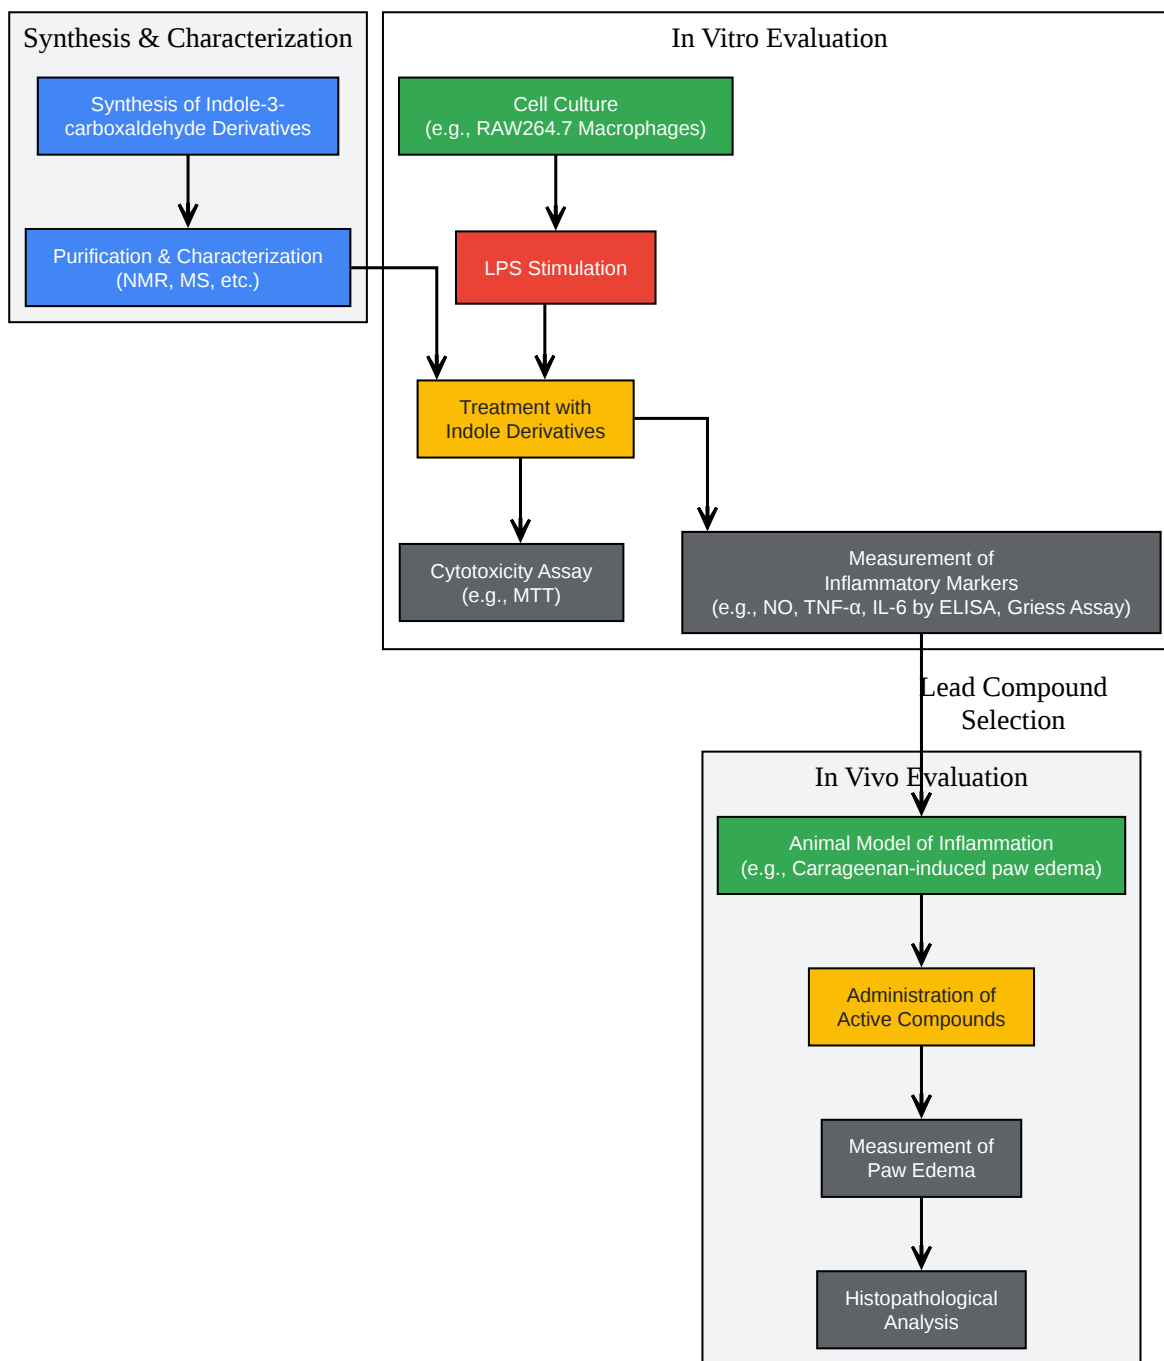 Synthesis & Characterization
Synthesis of Indole-3-
carboxaldehyde Derivatives
Purification & Characterization
(NMR, MS, etc.)
In Vitro Evaluation
Cell Culture
(e.g., RAW264.7 Macrophages)
LPS Stimulation
Treatment with
Indole Derivatives
Cytotoxicity Assay
(e.g., MTT)
Measurement of
Inflammatory Markers
(e.g., NO, TNF-α, IL-6 by ELISA, Griess Assay)
Lead Compound
Selection
In Vivo Evaluation
Animal Model of Inflammation
(e.g., Carrageenan-induced paw edema)
Administration of
Active Compounds
Measurement of
Paw Edema
Histopathological
Analysis